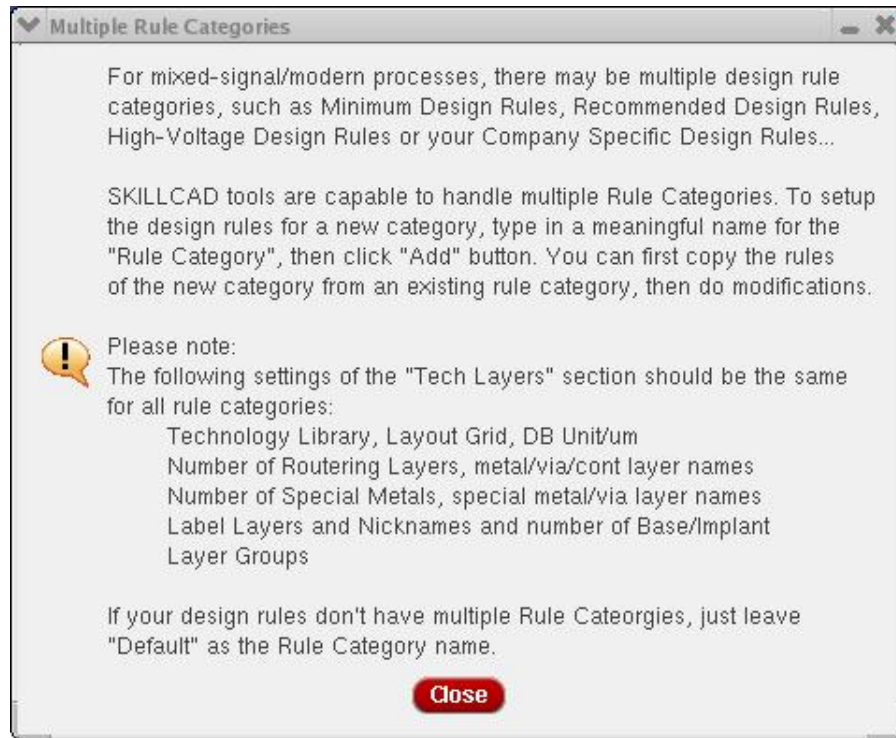 Multiple Rule Categories
For mixed-signal/modern processes, there may be multiple design rule
categories, such as Minimum Design Rules, Recommended Design Rules,
High-Voltage Design Rules or your Company Specific Design Rules...
SKILLCAD tools are capable to handle multiple Rule Categories. To setup
the design rules for a new category, type in a meaningful name for the
"Rule Category", then click "Add" button. You can first copy the rules
of the new category from an existing rule category, then do modifications.
Please note:
The following settings of the "Tech Layers" section should be the same
for all rule categories:
Technology Library, Layout Grid, DB Unit/um
Number of Routering Layers, metal/via/cont layer names
Number of Special Metals, special metal/via layer names
Label Layers and Nicknames and number of Base/Implant
Layer Groups
If your design rules don't have multiple Rule Cateorgies, just leave
"Default" as the Rule Category name.
Close